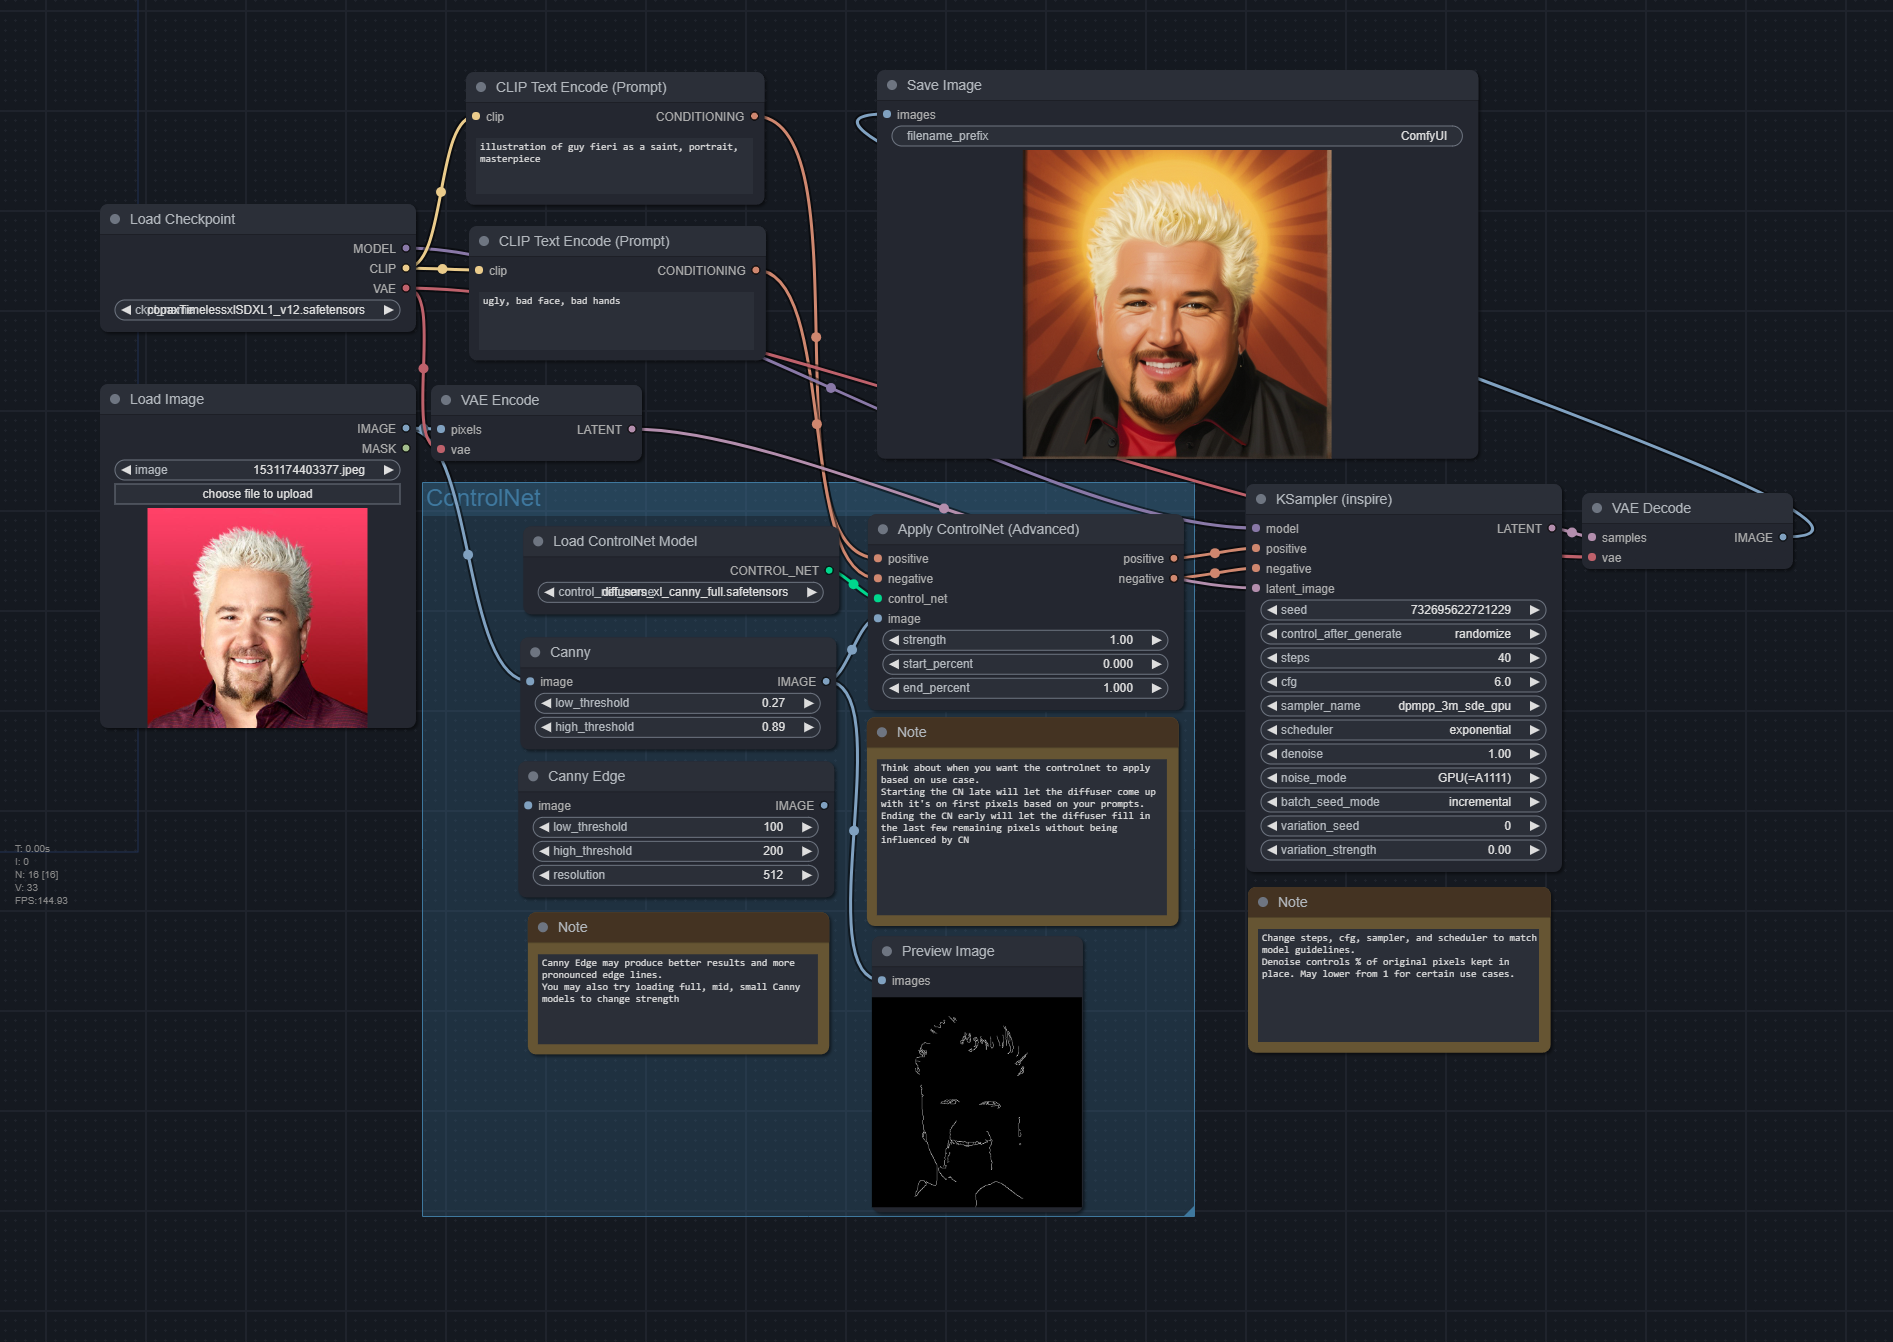 CLIP Text Encode (Prompt)
clip
CONDITIONING
illustration of guy fieri as a saint, portrait,
masterpiece
CLIP Text Encode (Prompt)
clip
CONDITIONING
ugly, bad face, bad hands
Load Checkpoint
MODEL
CLIP
VAE
TimelessxlSDXL1_v12.safetensors
Load Image
IMAGE
MASK
image
1531174403377.jpeg
choose file to upload
VAE Encode
pixels
LATENT
vae
Save Image
images
filename_prefix
ComfyUI
ControlNet
Load ControlNet Model
CONTROL_NET
xl_canny_full.safetensors
Canny
image
IMAGE
low_threshold
0.27
high_threshold
0.89
Canny Edge
image
IMAGE
low_threshold
100
high_threshold
200
resolution
512
Note
Canny Edge may produce better results and more
pronounced edge lines.
You may also try loading full, mid, small Canny
models to change strength
Apply ControlNet (Advanced)
positive
positive
negative
negative
control_net
image
strength
1.00
start_percent
0.000
end_percent
1.000
Note
Think about when you want the controlnet to apply
based on use case.
Starting the CN late will let the diffuser come up
with it's on first pixels based on your prompts.
Ending the CN early will let the diffuser fill in
the last few remaining pixels without being
influenced by CN
Preview Image
images
KSampler (inspire)
model
LATENT
positive
negative
latent_image
seed
732695622721229
control_after_generate
randomize
steps
40
cfg
6.0
sampler_name
dpmpp_3m_sde_gpu
scheduler
exponential
denoise
1.00
noise_mode
GPU(=A1111)
batch_seed_mode
incremental
variation_seed
0
variation_strength
0.00
Note
Change steps, cfg, sampler, and scheduler to match
model guidelines.
Denoise controls % of original pixels kept in
place. May lower from 1 for certain use cases.
VAE Decode
samples
IMAGE
vae
T: 0.00s
I: 0
N: 16 [16]
V: 33
FPS:144.93